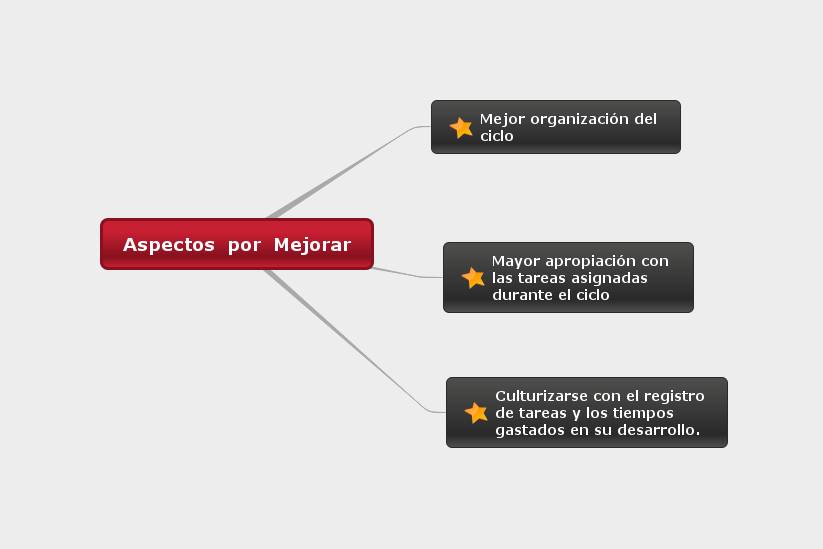 Mejor organización del
ciclo
Aspectos por Mejorar
Mayor apropiación con
las tareas asignadas
durante el ciclo
Culturizarse con el registro
de tareas y los tiempos
gastados en su desarrollo.